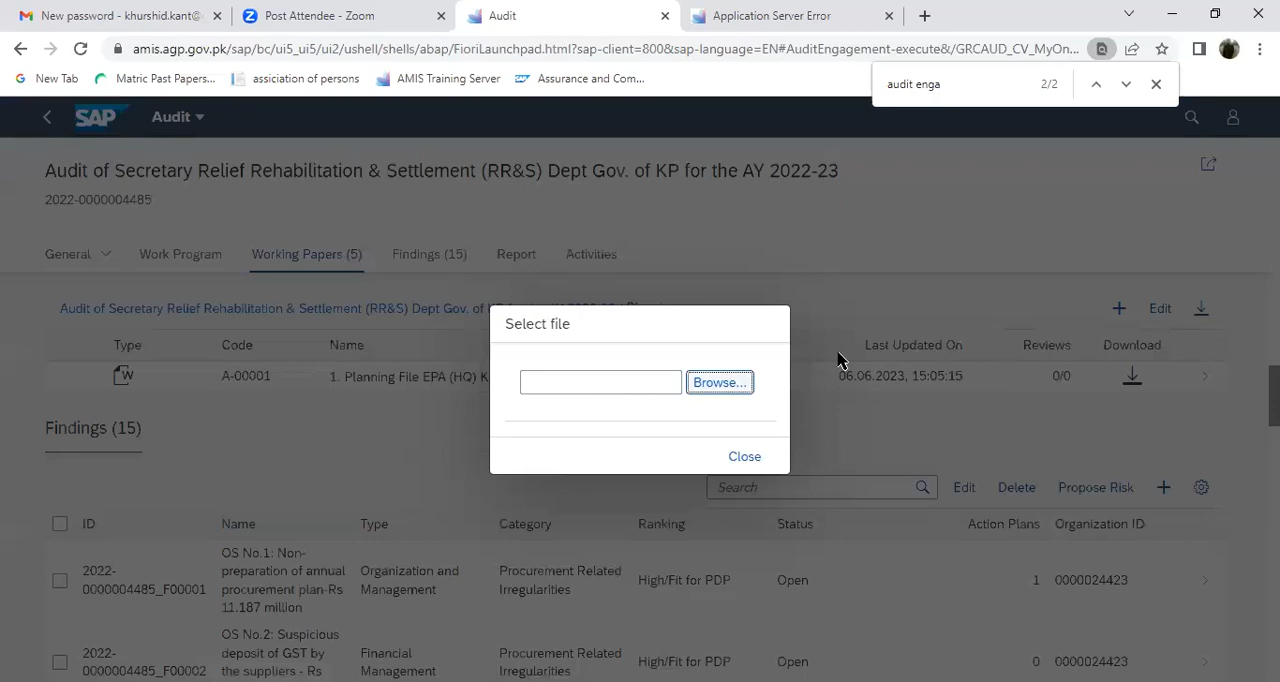 New password - khurshid.kant@
Post Attendee - Zoom
Audit
Application Server Error
amis.agp.gov.pk/sap/bc/ui5_ui5/ui2/ushell/shells/abap/FioriLaunchpad.html?sap-client=800&sap-language=EN#AuditEngagement-execute&/GRCAUD_CV_MyOn...
New Tab
Matric Past Papers...
assiciation of persons
AMIS Training Server
Assurance and Com...
audit enga
2/2
SAP
Audit
Audit of Secretary Relief Rehabilitation & Settlement (RR&S) Dept Gov. of KP for the AY 2022-23
2022-0000004485
General
Work Program
Working Papers (5)
Findings (15)
Report
Activities
Audit of Secretary Relief Rehabilitation & Settlement (RR&S) Dept Gov. of K
Edit
Type
Code
Name
Last Updated On
Reviews
Download
W
A-00001
1. Planning File EPA (HQ) K
06.06.2023, 15:05:15
0/0
Select file
Browse...
Close
Findings (15)
Search
Edit
Delete
Propose Risk
ID
Name
Type
Category
Ranking
Status
Action Plans
Organization ID
2022-
0000004485_F00001
OS No.1: Non-
preparation of annual
procurement plan-Rs
11.187 million
Organization and
Management
Procurement Related
Irregularities
High/Fit for PDP
Open
1
0000024423
2022-
0000004485_F00002
OS No.2: Suspicious
deposit of GST by
the suppliers - Rs
Financial
Management
Procurement Related
Irregularities
High/Fit for PDP
Open
0
0000024423